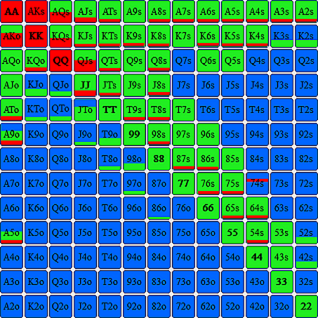 AA AKs AQs AJs ATs A9s A8s A7s A6s A5s A4s A3s A2s
AKo KK KQs KJs KTs K9s K8s K7s K6s K5s K4s K3s K2s
AQo KQo QQ QJs QTs Q9s Q8s Q7s Q6s Q5s Q4s Q3s Q2s
AJo KJo QJo JJ JTs J9s J8s J7s J6s J5s J4s J3s J2s
ATo KTo QTo JTo TT T9s T8s T7s T6s T5s T4s T3s T2s
A9o K9o Q9o J9o T9o 99 98s 97s 96s 95s 94s 93s 92s
A8o K8o Q8o J8o T8o 98o 88 87s 86s 85s 84s 83s 82s
A7o K7o Q7o J7o T7o 97o 87o 77 76s 75s 74s 73s 72s
A6o K6o Q6o J6o T6o 96o 86o 76o 66 65s 64s 63s 62s
A5o K5o Q5o J5o T5o 95o 85o 75o 65o 55 54s 53s 52s
A4o K4o Q4o J4o T4o 94o 84o 74o 64o 54o 44 43s 42s
A3o K3o Q3o J3o T3o 93o 83o 73o 63o 53o 43o 33 32s
A2o K2o Q2o J2o T2o 92o 82o 72o 62o 52o 42o 32o 22